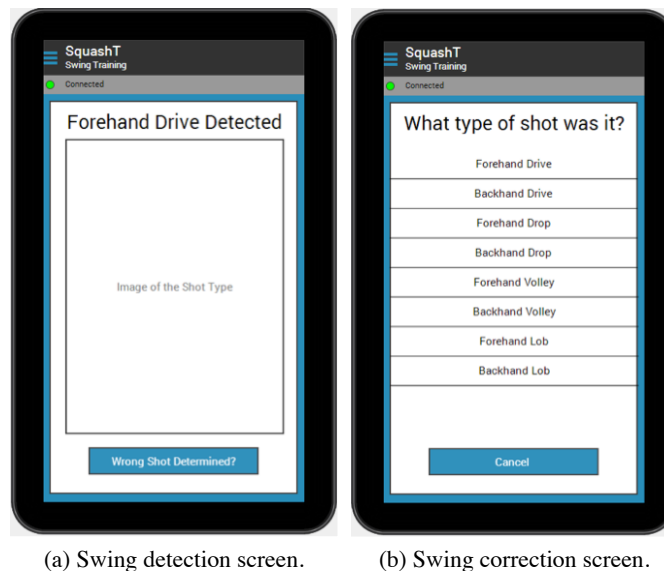 SquashT
Swing Training
Connected
Forehand Drive Detected
Image of the Shot Type
Wrong Shot Determined?
(a) Swing detection screen.
SquashT
Swing Training
Connected
What type of shot was it?
Forehand Drive
Backhand Drive
Forehand Drop
Backhand Drop
Forehand Volley
Backhand Volley
Forehand Lob
Backhand Lob
Cancel
(b) Swing correction screen.